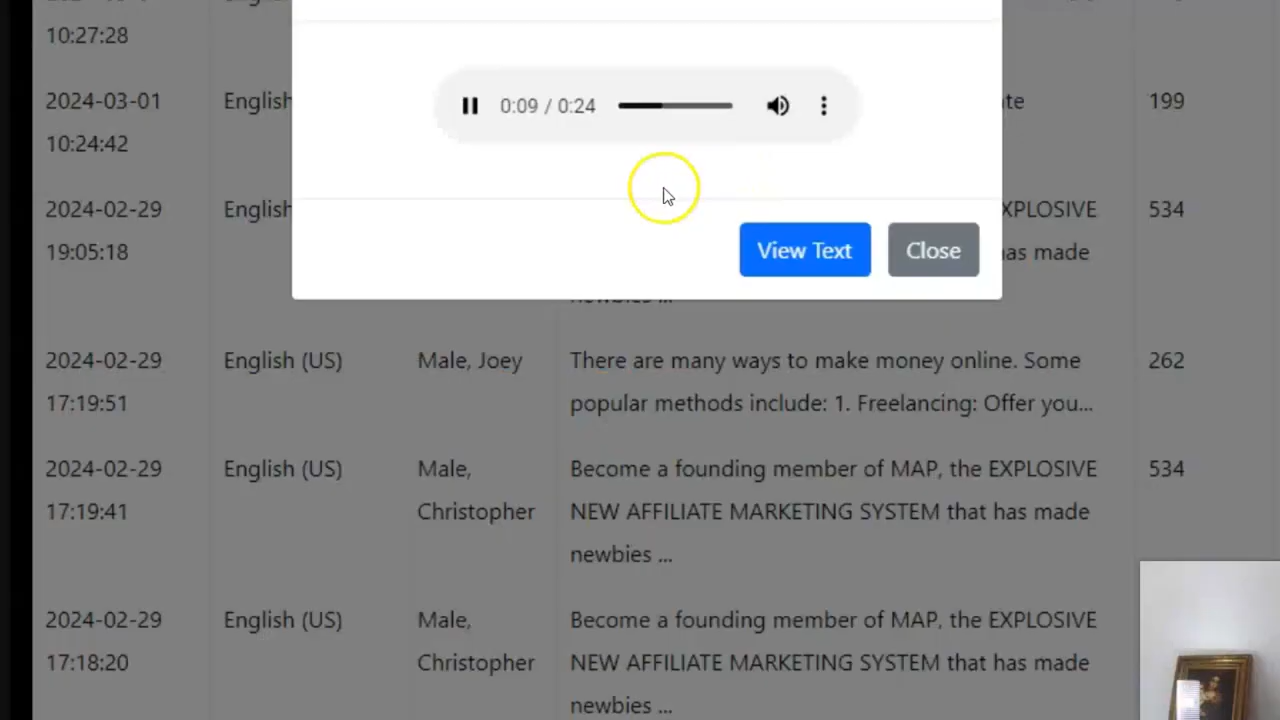 10:27:28
0:09 / 0:24
2024-03-01 English 199
10:24:42
2024-02-29 English XPLOSIVE 534
19:05:18 View Text Close has made
newbies ...
2024-02-29 English (US) Male, Joey There are many ways to make money online. Some 262
17:19:51 popular methods include: 1. Freelancing: Offer you...
2024-02-29 English (US) Male, Become a founding member of MAP, the EXPLOSIVE 534
17:19:41 Christopher NEW AFFILIATE MARKETING SYSTEM that has made
newbies ...
2024-02-29 English (US) Male, Become a founding member of MAP, the EXPLOSIVE
17:18:20 Christopher NEW AFFILIATE MARKETING SYSTEM that has made
newbies ...